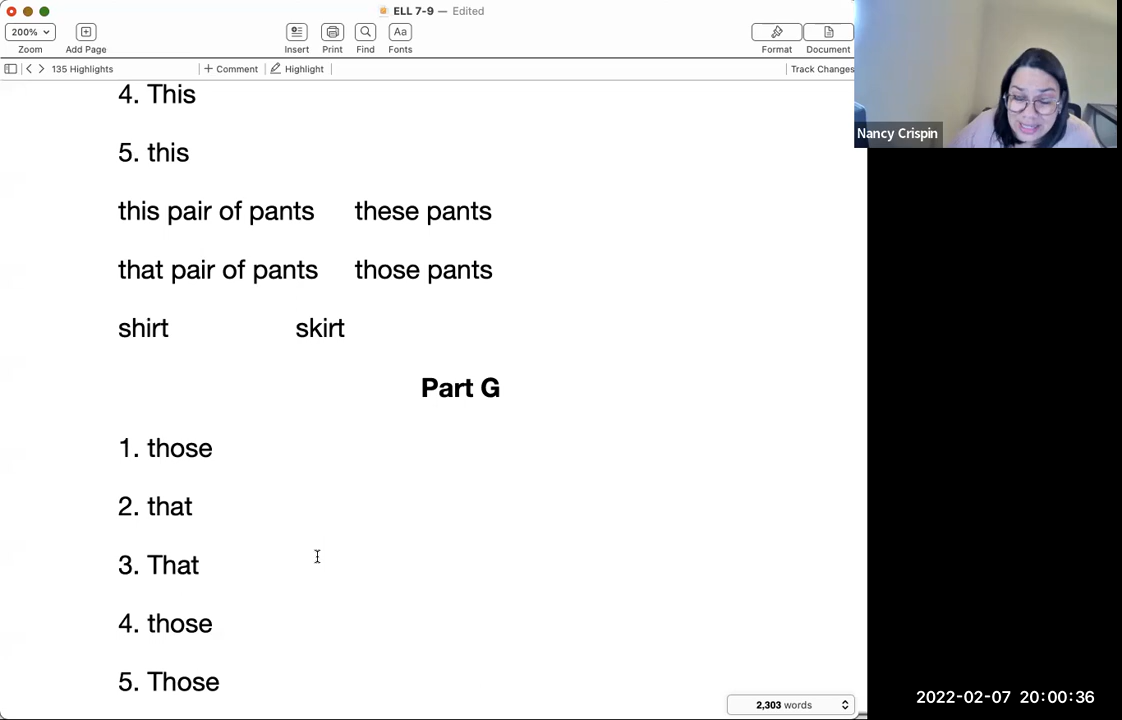 ELL 7-9 — Edited
200%
Zoom
Add Page
Insert
Print
Find
Fonts
Format
Document
135 Highlights
+ Comment
Highlight
Track Changes
Nancy Crispin
4. This
5. this
this pair of pants these pants
that pair of pants those pants
shirt skirt
Part G
1. those
2. that
3. That
4. those
5. Those
2,303 words
2022-02-07 20:00:36